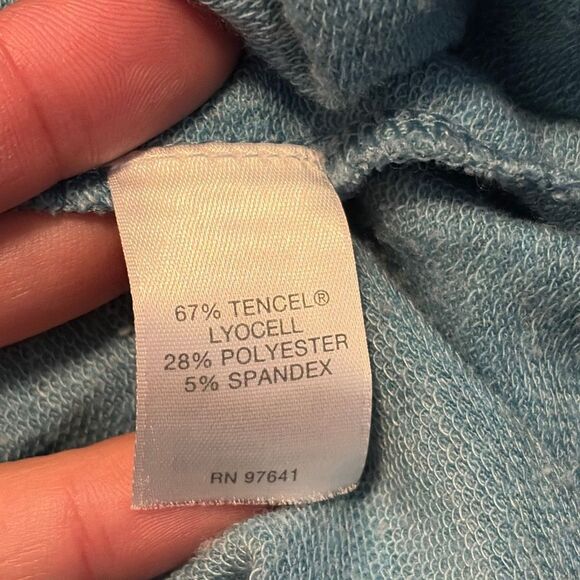 67% TENCEL®
LYOCELL
28% POLYESTER
5% SPANDEX
RN 97641